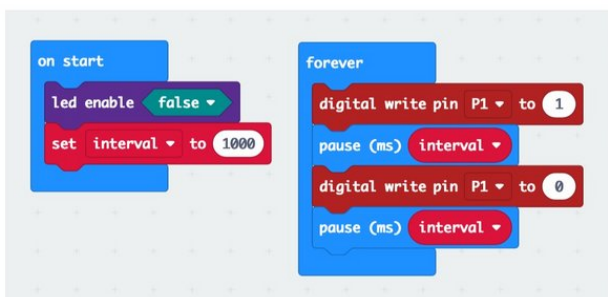 on start
led enable false
set interval to 1000
forever
digital write pin P1 to 1
pause (ms) interval
digital write pin P1 to 0
pause (ms) interval